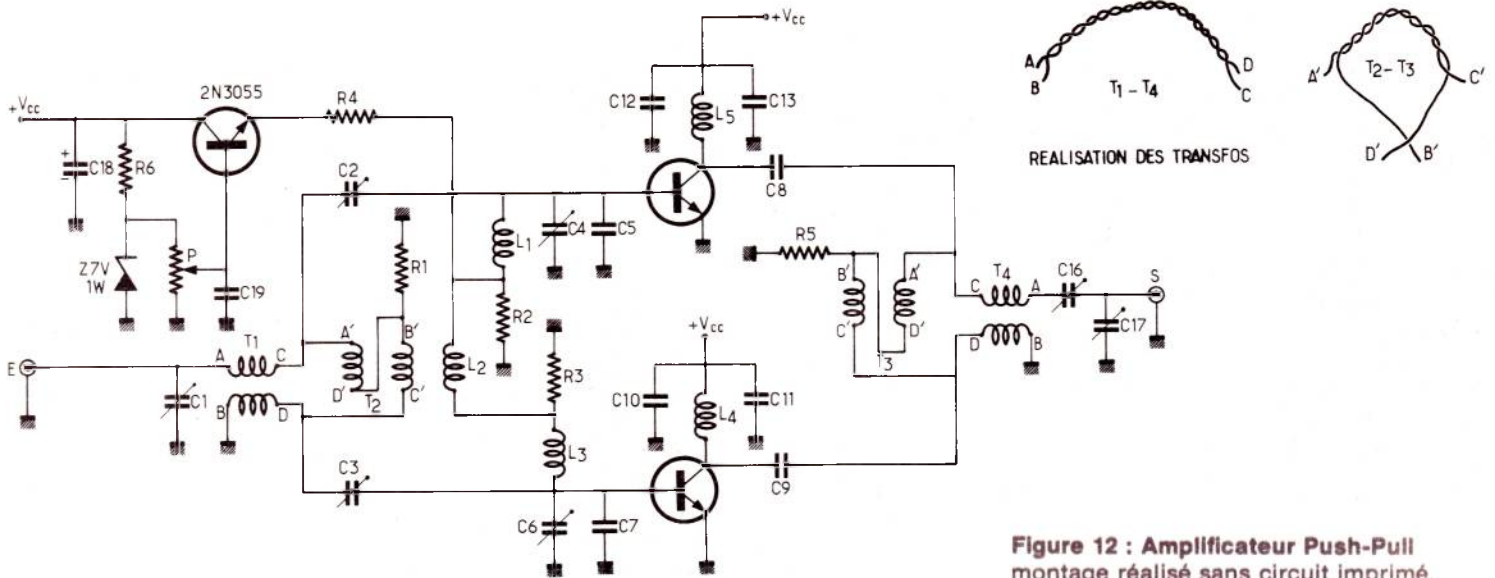 +Vcc
2N3055
R4
+Vcc
C12
C13
L5
C18
R6
C2
C8
Z7V
1W
P
C19
R1
L1
C4
C5
R2
R5
B'
A'
C'
D'
T3
C
T4
A
C16
S
D
B
C17
E
A
T1
C
C1
B
D
A'
D'
T2
B'
C'
L2
R3
+Vcc
C10
L4
C11
L3
C3
C6
C7
C9
A
B
T1 - T4
D
C
A'
T2 - T3
C'
D'
B'
REALISATION DES TRANSFOS
Figure 12 : Amplificateur Push-Pull
montage réalisé sans circuit imprimé